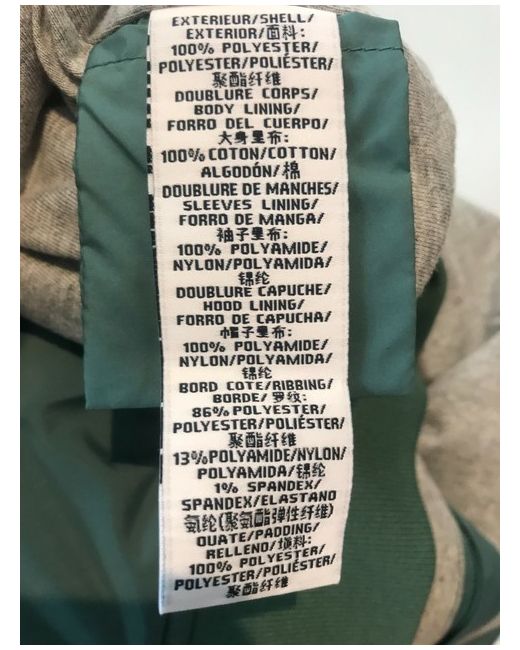 EXTERIEUR/SHELL/
EXTERIOR/面料:
100% POLYESTER/
POLYESTER/POLIÉSTER/
聚酯纤维
DOUBLURE CORPS/
BODY LINING/
FORRO DEL CUERPO/
大身里布:
100% COTON/COTTON/
ALGODÓN/棉
DOUBLURE DE MANCHES/
SLEEVES LINING/
FORRO DE MANGA/
袖子里布:
100% POLYAMIDE/
NYLON/POLYAMIDA/
锦纶
DOUBLURE CAPUCHE/
HOOD LINING/
FORRO DE CAPUCHA/
帽子里布:
100% POLYAMIDE/
NYLON/POLYAMIDA/
锦纶
BORD COTE/RIBBING/
BORDE/罗纹:
86% POLYESTER/
POLYESTER/POLIÉSTER/
聚酯纤维
13%POLYAMIDE/NYLON/
POLYAMIDA/锦纶
1% SPANDEX/
SPANDEX/ELASTANO
氨纶(聚氨酯弹性纤维)
OUATE/PADDING/
RELLENO/填料:
100% POLYESTER/
POLYESTER/POLIÉSTER/
聚酯纤维